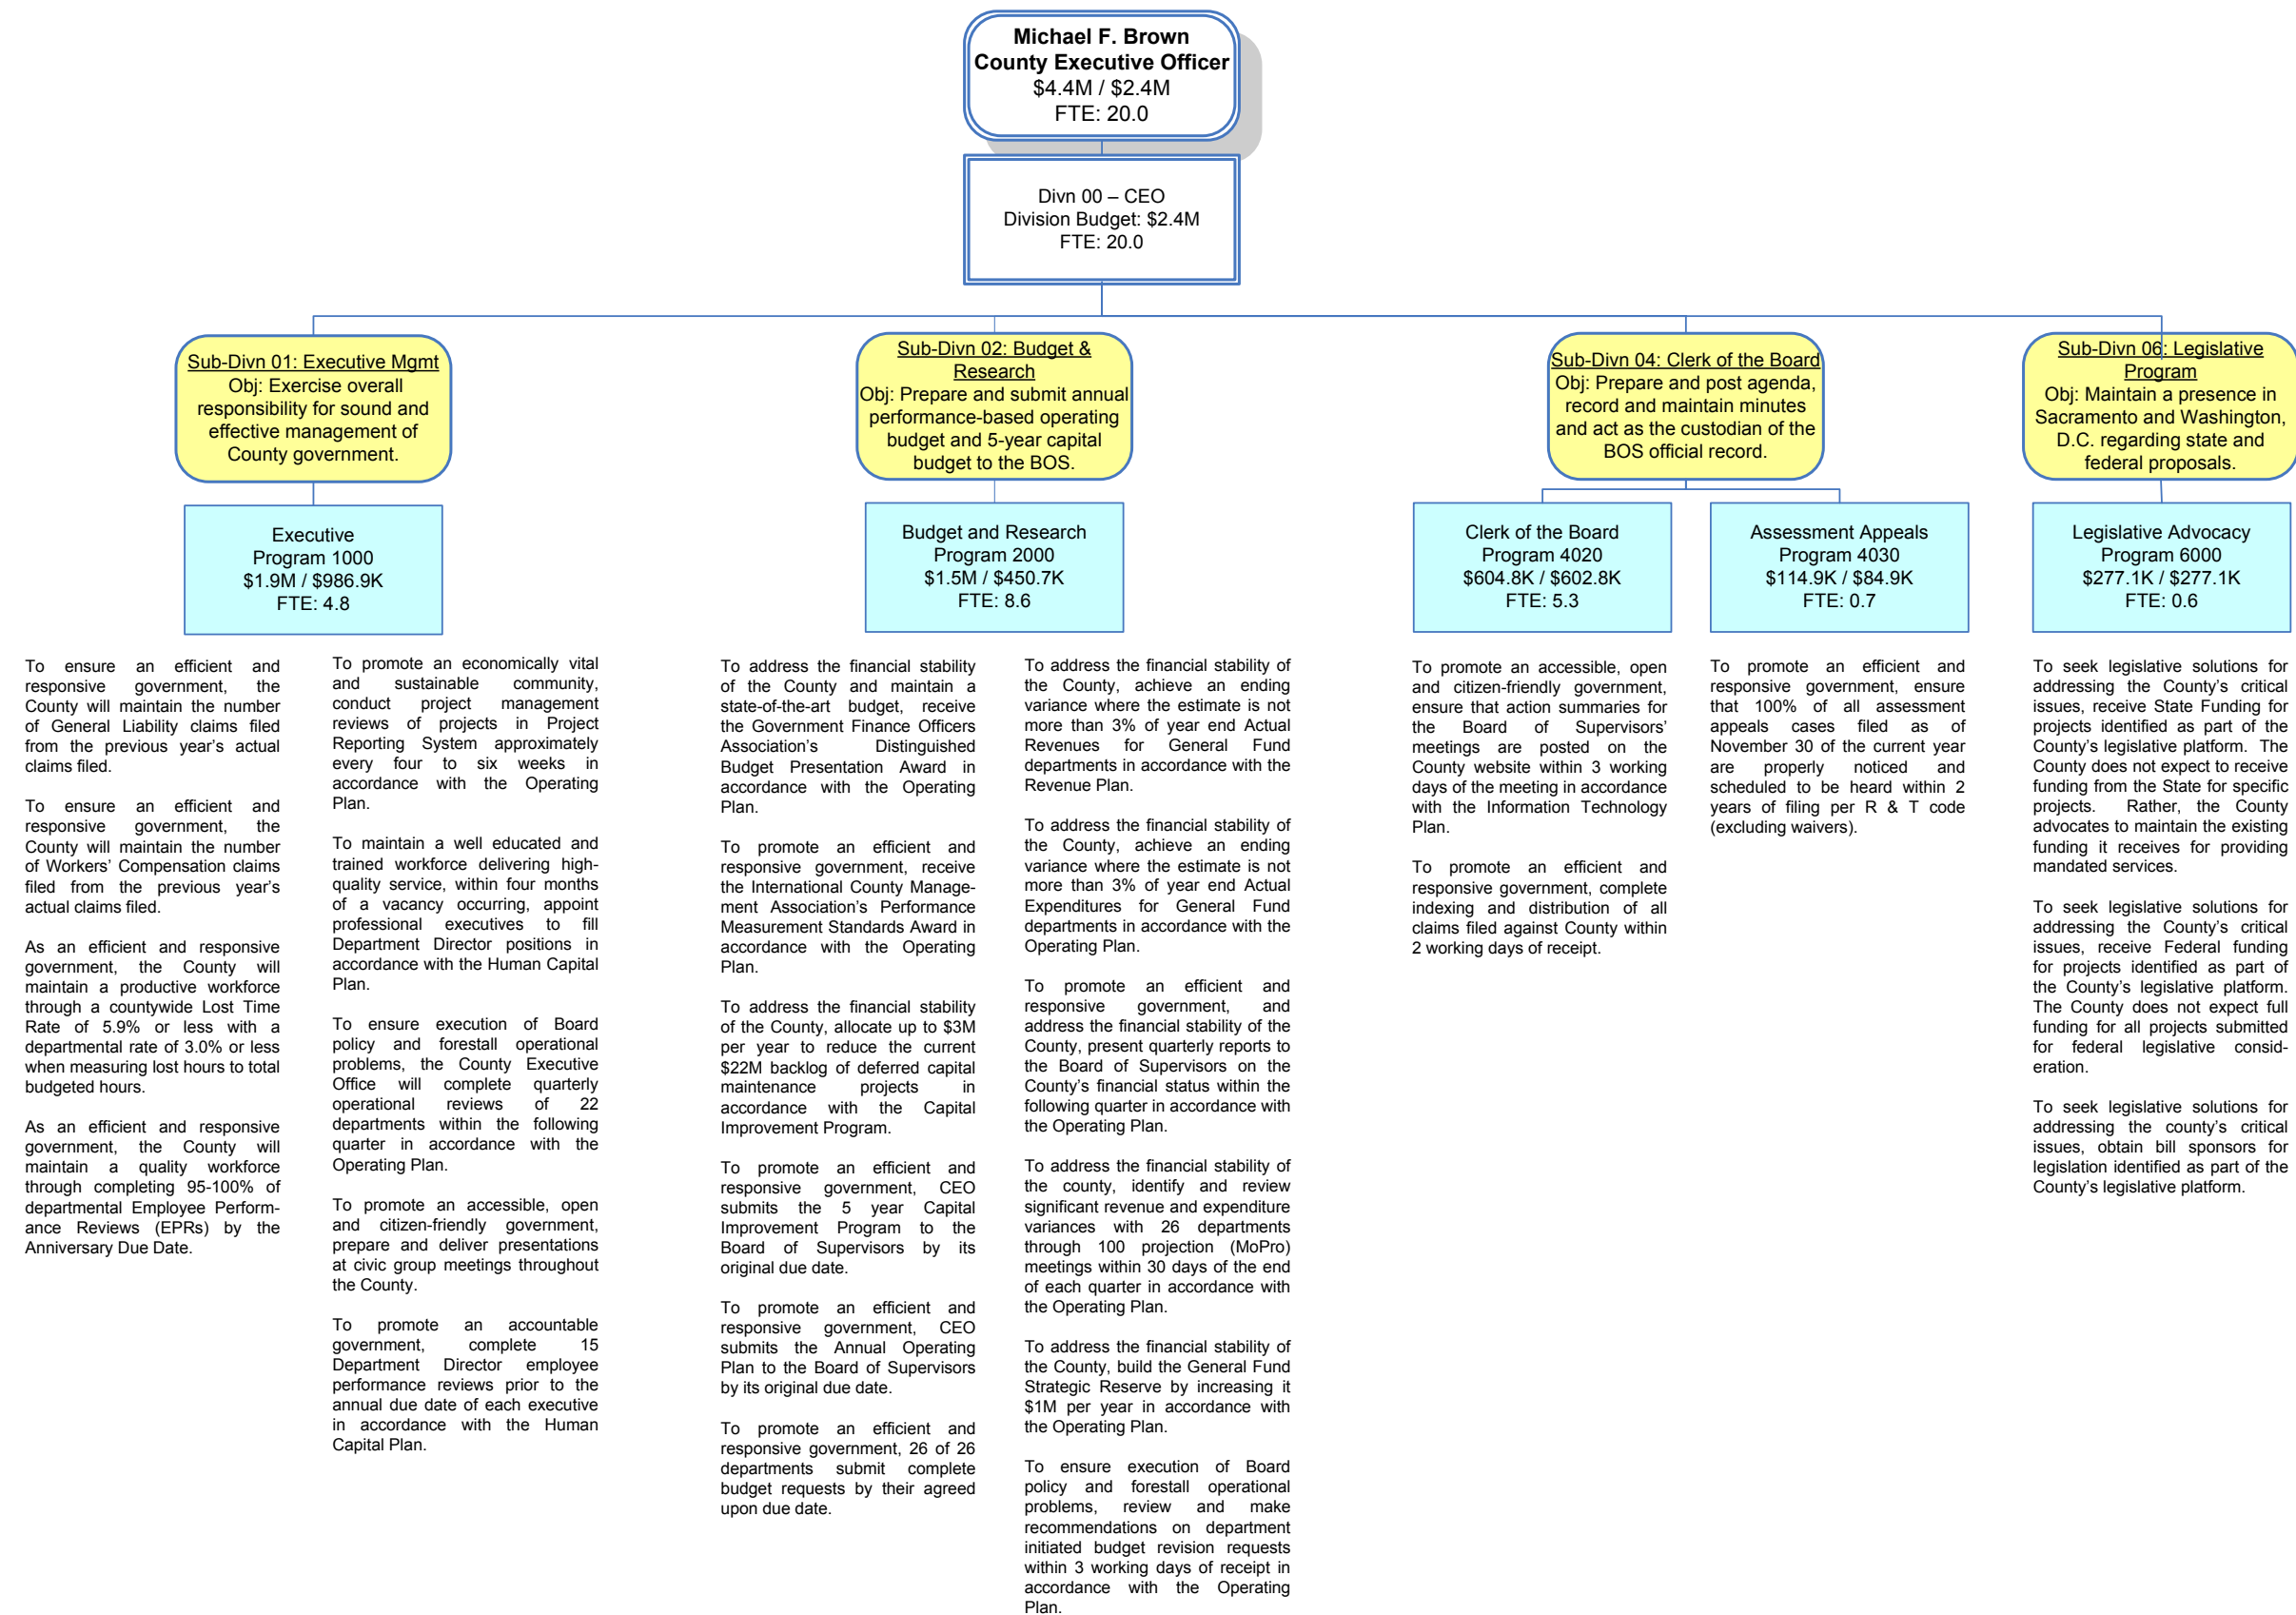 Michael F. Brown
County Executive Officer
$4.4M / $2.4M
FTE: 20.0
Divn 00 – CEO
Division Budget: $2.4M
FTE: 20.0
Sub-Divn 01: Executive Mgmt
Obj: Exercise overall
responsibility for sound and
effective management of
County government.
Executive
Program 1000
$1.9M / $986.9K
FTE: 4.8
To ensure an efficient and
responsive government, the
County will maintain the number
of General Liability claims filed
from the previous year's actual
claims filed.
To ensure an efficient and
responsive government, the
County will maintain the number
of Workers' Compensation claims
filed from the previous year's
actual claims filed.
As an efficient and responsive
government, the County will
maintain a productive workforce
through a countywide Lost Time
Rate of 5.9% or less with a
departmental rate of 3.0% or less
when measuring lost hours to total
budgeted hours.
As an efficient and responsive
government, the County will
maintain a quality workforce
through completing 95-100% of
departmental Employee Perform-
ance Reviews (EPRs) by the
Anniversary Due Date.
To promote an economically vital
and sustainable community,
conduct project management
reviews of projects in Project
Reporting System approximately
every four to six weeks in
accordance with the Operating
Plan.
To maintain a well educated and
trained workforce delivering high-
quality service, within four months
of a vacancy occurring, appoint
professional executives to fill
Department Director positions in
accordance with the Human Capital
Plan.
To ensure execution of Board
policy and forestall operational
problems, the County Executive
Office will complete quarterly
operational reviews of 22
departments within the following
quarter in accordance with the
Operating Plan.
To promote an accessible, open
and citizen-friendly government,
prepare and deliver presentations
at civic group meetings throughout
the County.
To promote an accountable
government, complete 15
Department Director employee
performance reviews prior to the
annual due date of each executive
in accordance with the Human
Capital Plan.
Sub-Divn 02: Budget &
Research
Obj: Prepare and submit annual
performance-based operating
budget and 5-year capital
budget to the BOS.
Budget and Research
Program 2000
$1.5M / $450.7K
FTE: 8.6
To address the financial stability
of the County and maintain a
state-of-the-art budget, receive
the Government Finance Officers
Association's Distinguished
Budget Presentation Award in
accordance with the Operating
Plan.
To promote an efficient and
responsive government, receive
the International County Manage-
ment Association's Performance
Measurement Standards Award in
accordance with the Operating
Plan.
To address the financial stability
of the County, allocate up to $3M
per year to reduce the current
$22M backlog of deferred capital
maintenance projects in
accordance with the Capital
Improvement Program.
To promote an efficient and
responsive government, CEO
submits the 5 year Capital
Improvement Program to the
Board of Supervisors by its
original due date.
To promote an efficient and
responsive government, CEO
submits the Annual Operating
Plan to the Board of Supervisors
by its original due date.
To promote an efficient and
responsive government, 26 of 26
departments submit complete
budget requests by their agreed
upon due date.
To address the financial stability of
the County, achieve an ending
variance where the estimate is not
more than 3% of year end Actual
Revenues for General Fund
departments in accordance with the
Revenue Plan.
To address the financial stability of
the County, achieve an ending
variance where the estimate is not
more than 3% of year end Actual
Expenditures for General Fund
departments in accordance with the
Operating Plan.
To promote an efficient and
responsive government, and
address the financial stability of the
County, present quarterly reports to
the Board of Supervisors on the
County's financial status within the
following quarter in accordance with
the Operating Plan.
To address the financial stability of
the county, identify and review
significant revenue and expenditure
variances with 26 departments
through 100 projection (MoPro)
meetings within 30 days of the end
of each quarter in accordance with
the Operating Plan.
To address the financial stability of
the County, build the General Fund
Strategic Reserve by increasing it
$1M per year in accordance with
the Operating Plan.
To ensure execution of Board
policy and forestall operational
problems, review and make
recommendations on department
initiated budget revision requests
within 3 working days of receipt in
accordance with the Operating
Plan.
Sub-Divn 04: Clerk of the Board
Obj: Prepare and post agenda,
record and maintain minutes
and act as the custodian of the
BOS official record.
Clerk of the Board
Program 4020
$604.8K / $602.8K
FTE: 5.3
To promote an accessible, open
and citizen-friendly government,
ensure that action summaries for
the Board of Supervisors'
meetings are posted on the
County website within 3 working
days of the meeting in accordance
with the Information Technology
Plan.
To promote an efficient and
responsive government, complete
indexing and distribution of all
claims filed against County within
2 working days of receipt.
Assessment Appeals
Program 4030
$114.9K / $84.9K
FTE: 0.7
To promote an efficient and
responsive government, ensure
that 100% of all assessment
appeals cases filed as of
November 30 of the current year
are properly noticed and
scheduled to be heard within 2
years of filing per R & T code
(excluding waivers).
Sub-Divn 06: Legislative
Program
Obj: Maintain a presence in
Sacramento and Washington,
D.C. regarding state and
federal proposals.
Legislative Advocacy
Program 6000
$277.1K / $277.1K
FTE: 0.6
To seek legislative solutions for
addressing the County's critical
issues, receive State Funding for
projects identified as part of the
County's legislative platform. The
County does not expect to receive
funding from the State for specific
projects. Rather, the County
advocates to maintain the existing
funding it receives for providing
mandated services.
To seek legislative solutions for
addressing the County's critical
issues, receive Federal funding
for projects identified as part of
the County's legislative platform.
The County does not expect full
funding for all projects submitted
for federal legislative consid-
eration.
To seek legislative solutions for
addressing the county's critical
issues, obtain bill sponsors for
legislation identified as part of the
County's legislative platform.